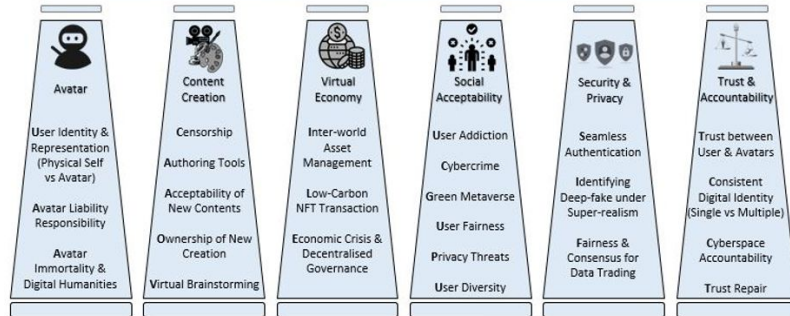 Avatar
User Identity &
Representation
(Physical Self
vs Avatar)
Avatar Liability
Responsibility
Avatar
Immortality &
Digital Humanities
Content
Creation
Censorship
Authoring Tools
Acceptability of
New Contents
Ownership of New
Creation
Virtual Brainstorming
Virtual
Economy
Inter-world
Asset
Management
Low-Carbon
NFT Transaction
Economic Crisis &
Decentralised
Governance
Social
Acceptability
User Addiction
Cybercrime
Green Metaverse
User Fairness
Privacy Threats
User Diversity
Security &
Privacy
Seamless
Authentication
Identifying
Deep-fake under
Super-realism
Fairness &
Consensus for
Data Trading
Trust &
Accountability
Trust between
User & Avatars
Consistent
Digital Identity
(Single vs Multiple)
Cyberspace
Accountability
Trust Repair